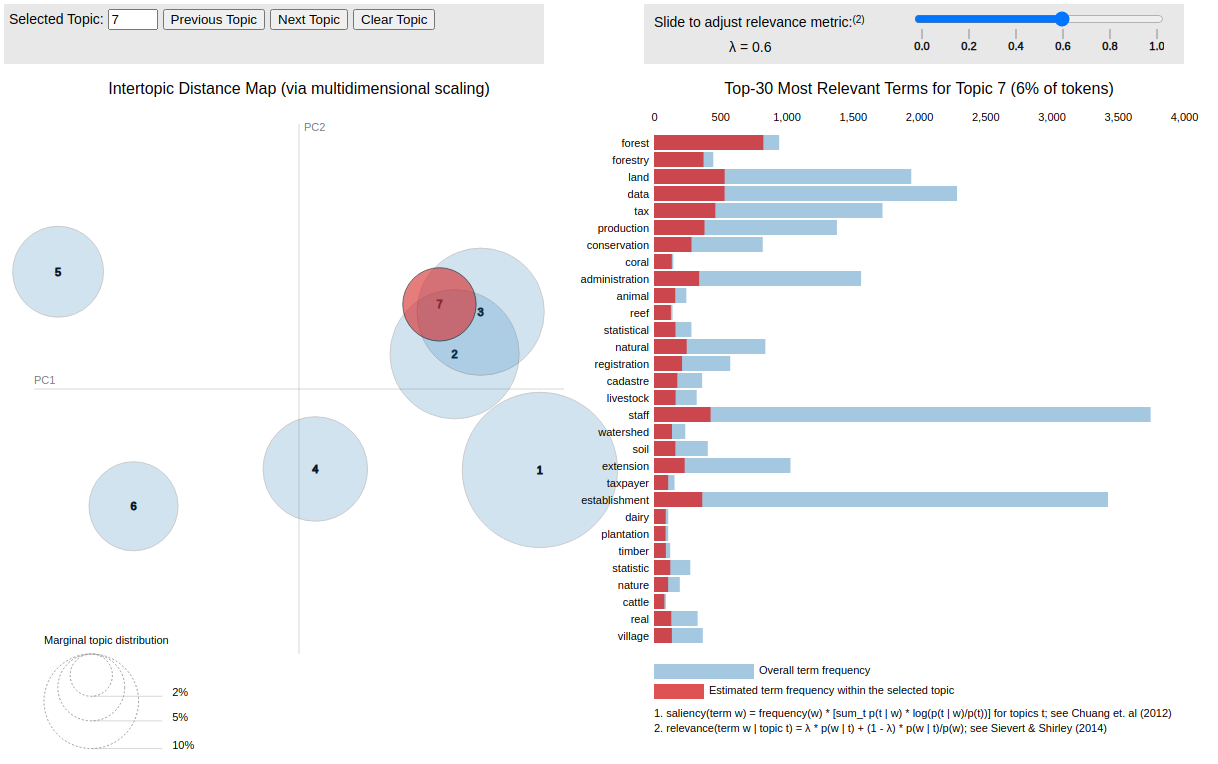 Selected Topic: 7 Previous Topic Next Topic Clear Topic
Slide to adjust relevance metric:(2)
λ = 0.6
0.0 0.2 0.4 0.6 0.8 1.0
Intertopic Distance Map (via multidimensional scaling)
PC2
PC1
5
7
3
2
4
1
6
Marginal topic distribution
2%
5%
10%
Top-30 Most Relevant Terms for Topic 7 (6% of tokens)
0 500 1,000 1,500 2,000 2,500 3,000 3,500 4,000
forest
forestry
land
data
tax
production
conservation
coral
administration
animal
reef
statistical
natural
registration
cadastre
livestock
staff
watershed
soil
extension
taxpayer
establishment
dairy
plantation
timber
statistic
nature
cattle
real
village
Overall term frequency
Estimated term frequency within the selected topic
1. saliency(term w) = frequency(w) * [sum_t p(t | w) * log(p(t | w)/p(t))] for topics t; see Chuang et. al (2012)
2. relevance(term w | topic t) = λ * p(w | t) + (1 - λ) * p(w | t)/p(w); see Sievert & Shirley (2014)